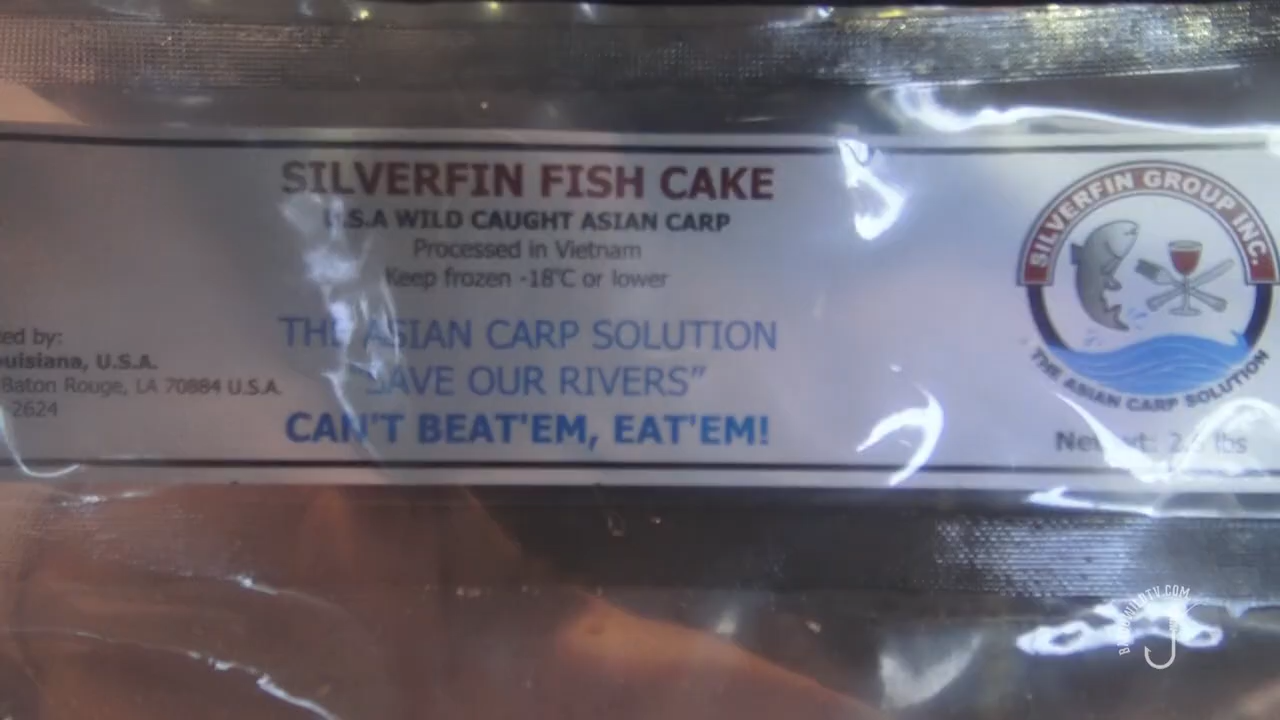 SILVERFIN FISH CAKE
U.S.A WILD CAUGHT ASIAN CARP
Processed in Vietnam
Keep frozen -18°C or lower
THE ASIAN CARP SOLUTION
"SAVE OUR RIVERS"
CAN'T BEAT'EM, EAT'EM!
ed by:
ouisiana, U.S.A.
Baton Rouge, LA 70884 U.S.A.
2624
SILVERFIN GROUP INC.
THE ASIAN CARP SOLUTION
lbs